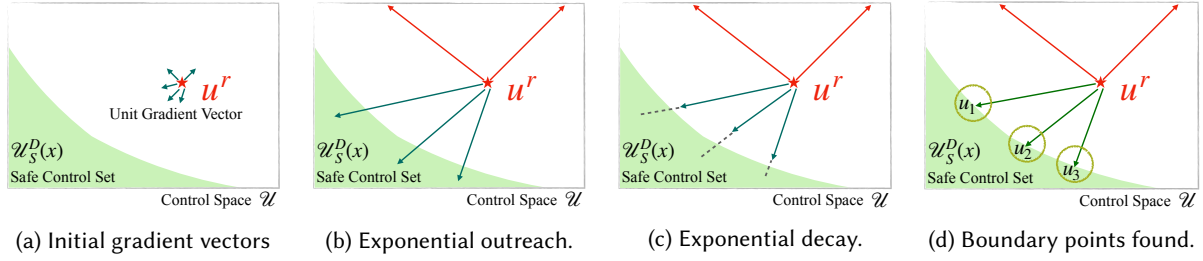 u^r
Unit Gradient Vector
𝒰_S^D(x)
Safe Control Set
Control Space 𝒰
(a) Initial gradient vectors
u^r
𝒰_S^D(x)
Safe Control Set
Control Space 𝒰
(b) Exponential outreach.
u^r
𝒰_S^D(x)
Safe Control Set
Control Space 𝒰
(c) Exponential decay.
u^r
u_1
u_2
u_3
𝒰_S^D(x)
Safe Control Set
Control Space 𝒰
(d) Boundary points found.